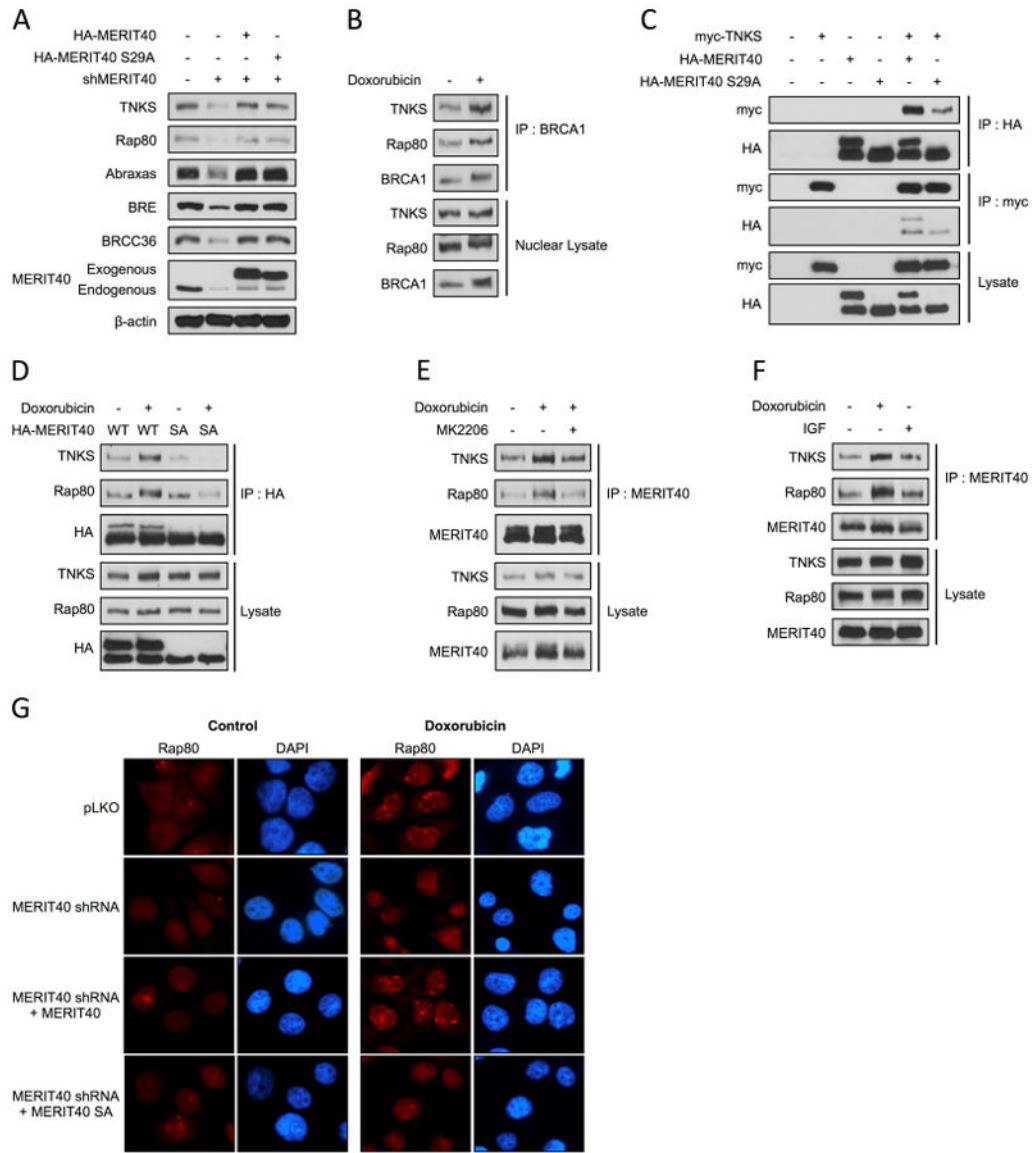 A
HA-MERIT40 - - + -
HA-MERIT40 S29A - - - +
shMERIT40 - + + +
TNKS
Rap80
Abraxas
BRE
BRCC36
MERIT40
Exogenous
Endogenous
β-actin
B
Doxorubicin - +
TNKS
Rap80
BRCA1
IP : BRCA1
TNKS
Rap80
BRCA1
Nuclear Lysate
C
myc-TNKS - + - - + +
HA-MERIT40 - - + - + -
HA-MERIT40 S29A - - - + - +
myc
HA
IP : HA
myc
HA
IP : myc
myc
HA
Lysate
D
Doxorubicin - + - +
HA-MERIT40 WT WT SA SA
TNKS
Rap80
HA
IP : HA
TNKS
Rap80
HA
Lysate
E
Doxorubicin - + +
MK2206 - - +
TNKS
Rap80
MERIT40
IP : MERIT40
TNKS
Rap80
MERIT40
Lysate
F
Doxorubicin - + -
IGF - - +
TNKS
Rap80
MERIT40
IP : MERIT40
TNKS
Rap80
MERIT40
Lysate
G
Control Doxorubicin
Rap80 DAPI Rap80 DAPI
pLKO
MERIT40 shRNA
MERIT40 shRNA
+ MERIT40
MERIT40 shRNA
+ MERIT40 SA